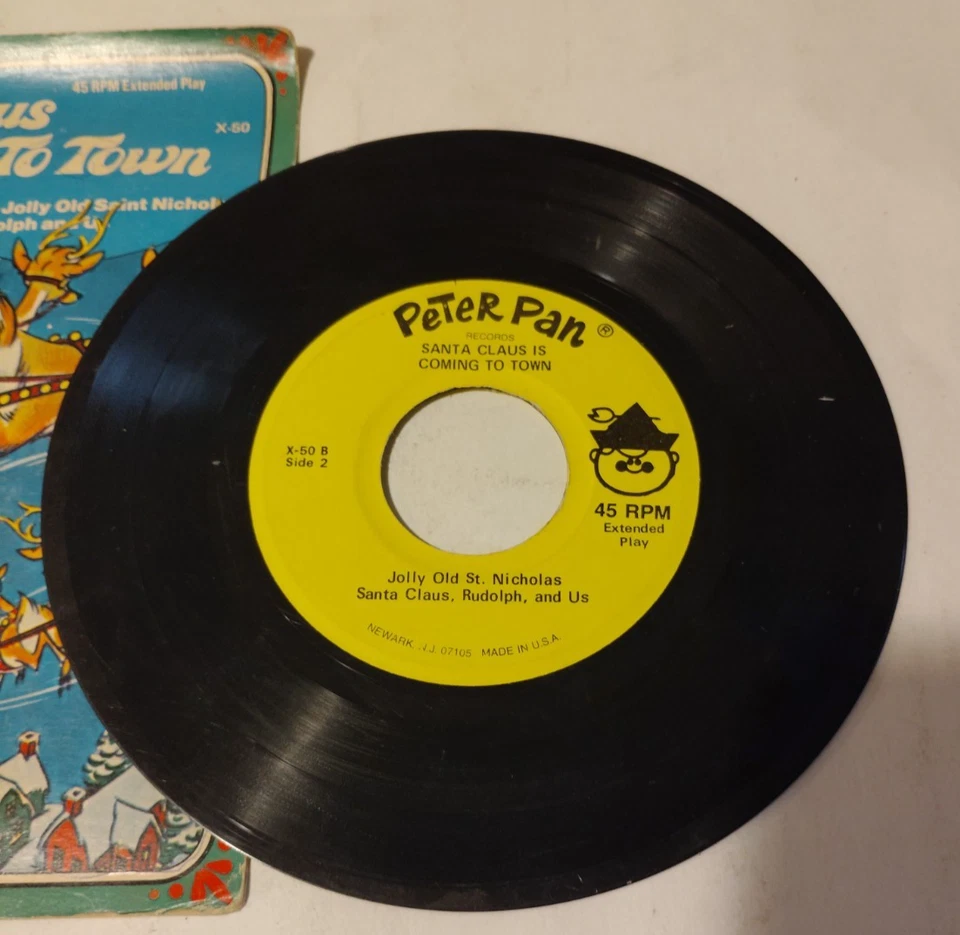 45 RPM Extended Play
us
X-50
To Town
Jolly Old Saint Nichol
olph and U
Peter Pan ®
RECORDS
SANTA CLAUS IS
COMING TO TOWN
X-50 B
Side 2
45 RPM
Extended
Play
Jolly Old St. Nicholas
Santa Claus, Rudolph, and Us
NEWARK, N.J. 07105 MADE IN U.S.A.